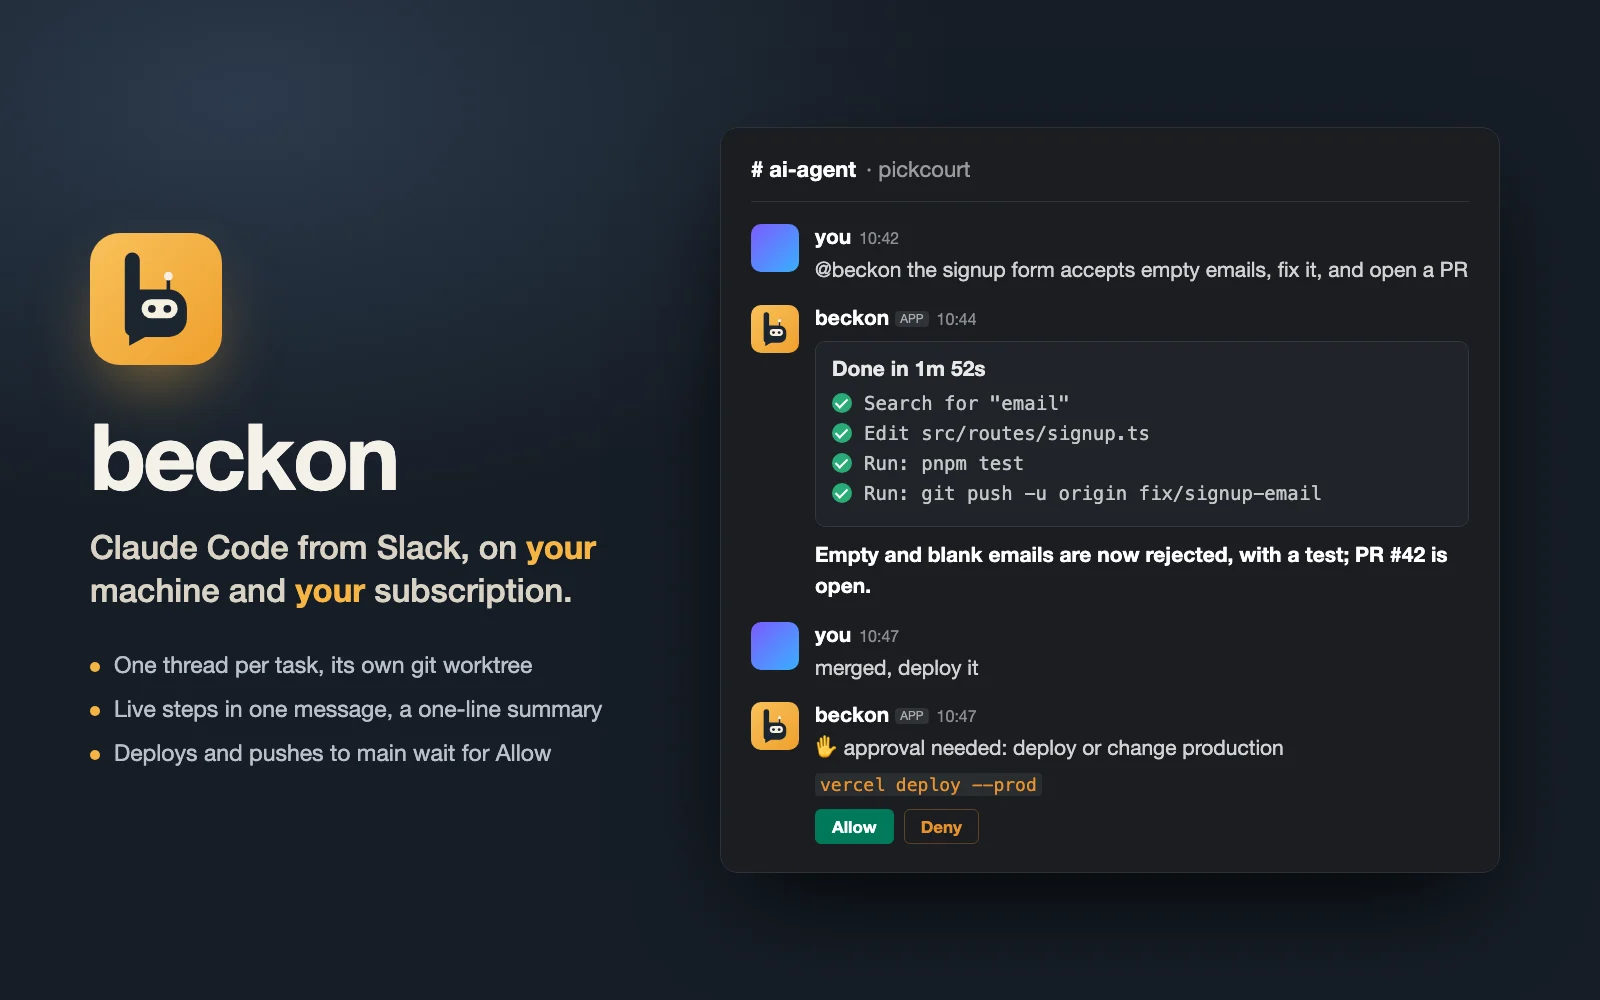 beckon
Claude Code from Slack, on your
machine and your subscription.
One thread per task, its own git worktree
Live steps in one message, a one-line summary
Deploys and pushes to main wait for Allow
# ai-agent · pickcourt
you 10:42
@beckon the signup form accepts empty emails, fix it, and open a PR
beckon APP 10:44
Done in 1m 52s
Search for "email"
Edit src/routes/signup.ts
Run: pnpm test
Run: git push -u origin fix/signup-email
Empty and blank emails are now rejected, with a test; PR #42 is
open.
you 10:47
merged, deploy it
beckon APP 10:47
✋ approval needed: deploy or change production
vercel deploy --prod
Allow Deny